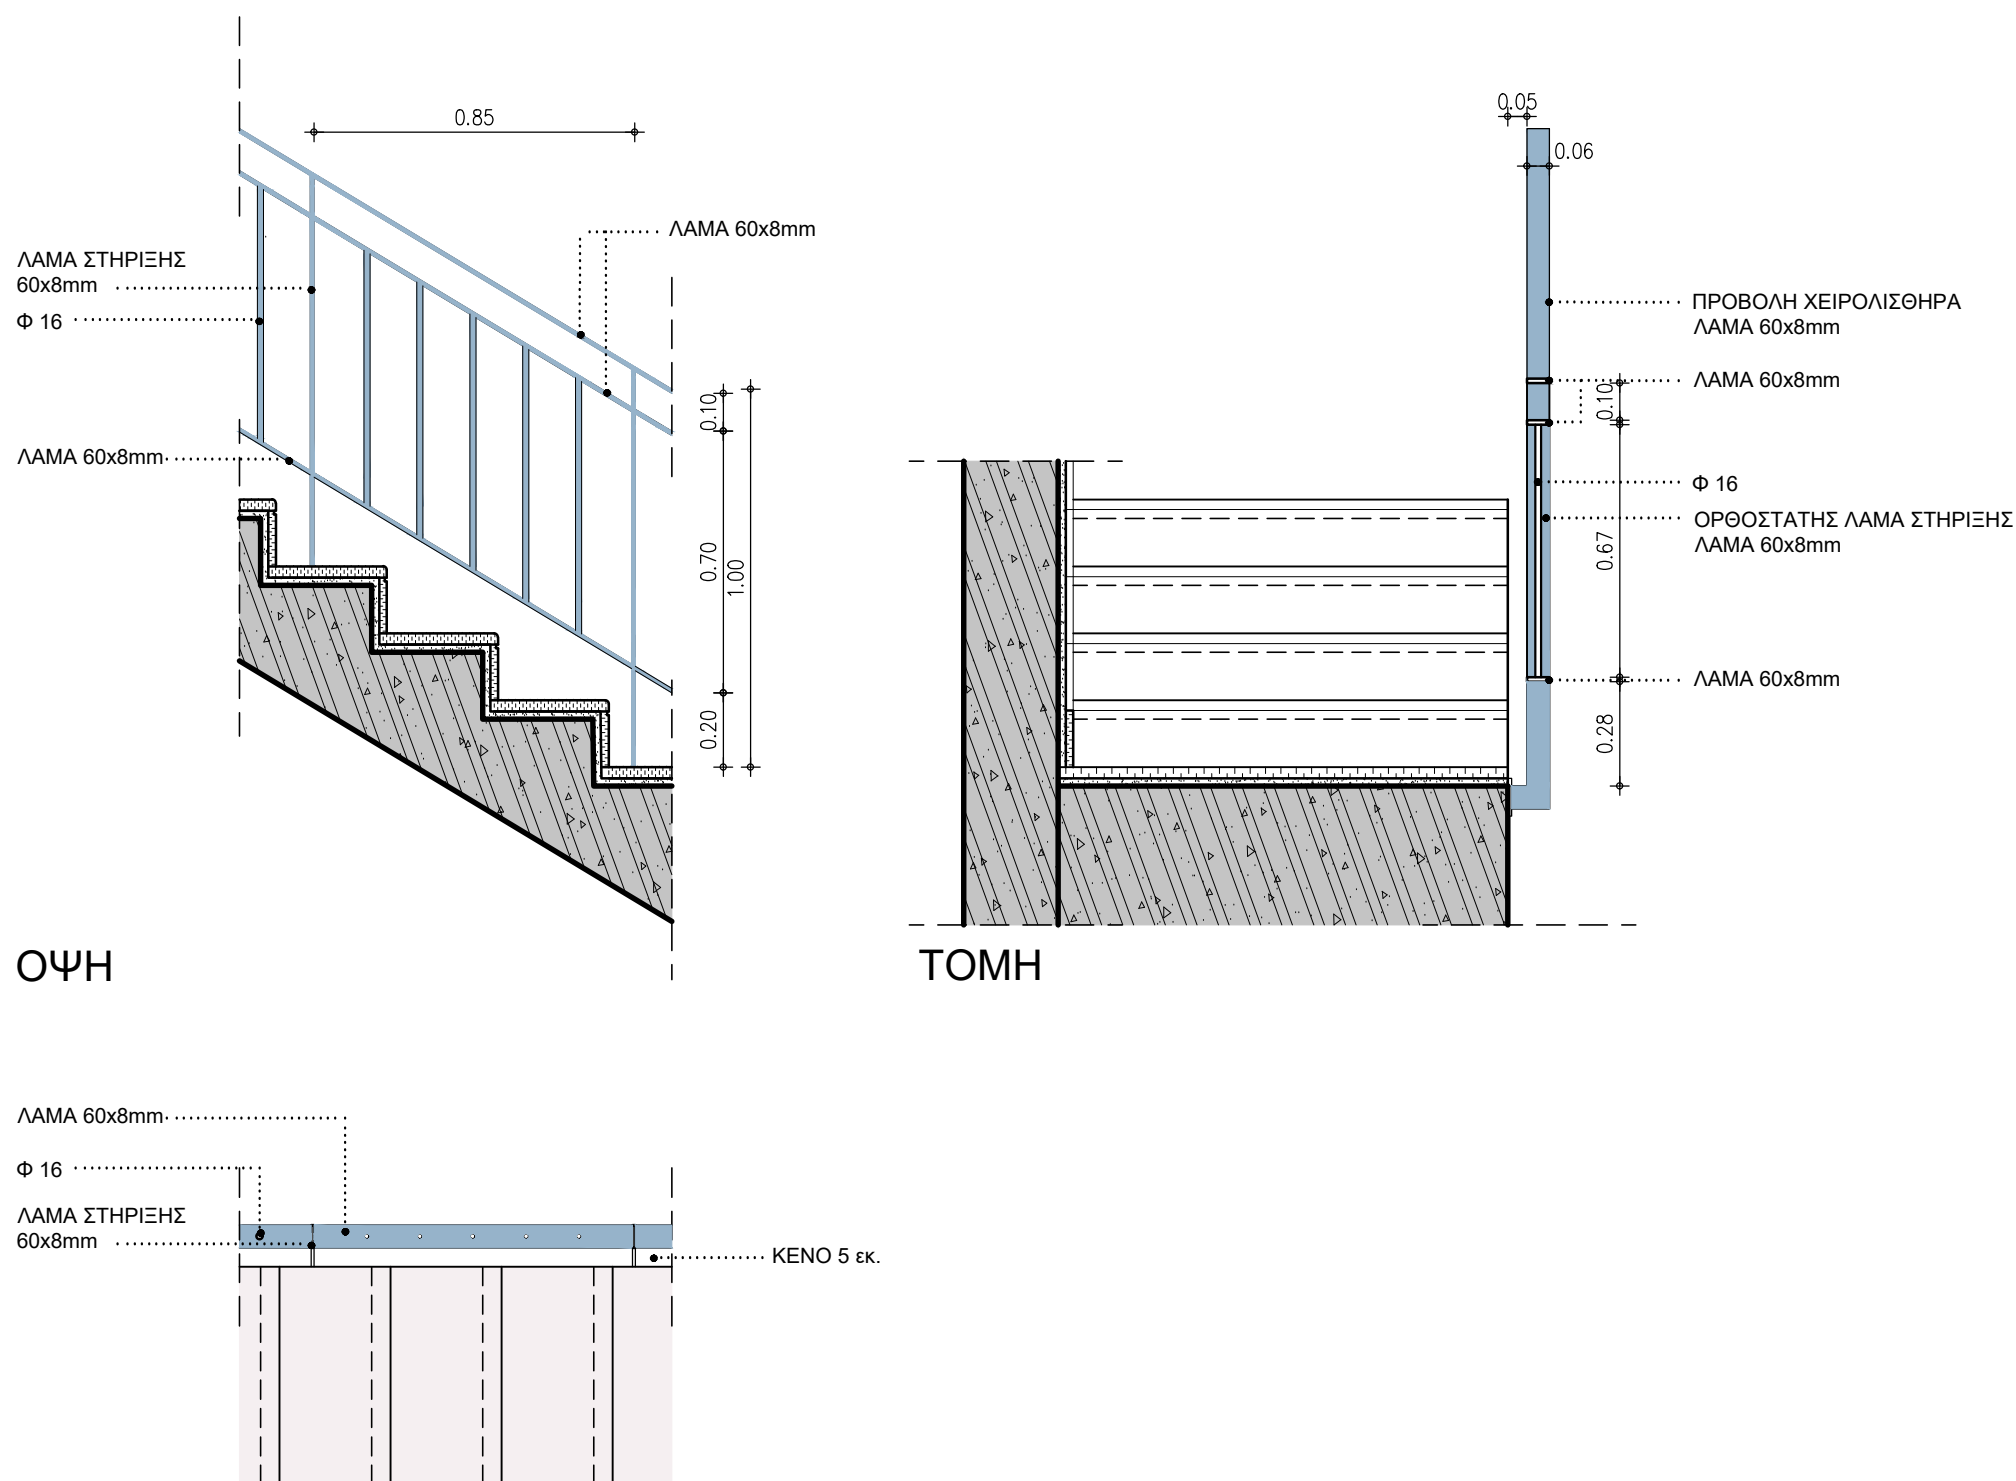 0.85
ΛΑΜΑ 60x8mm
ΛΑΜΑ ΣΤΗΡΙΞΗΣ
60x8mm
Φ 16
ΛΑΜΑ 60x8mm
0.10
0.70
1.00
0.20
ΟΨΗ
0.05
0.06
ΠΡΟΒΟΛΗ ΧΕΙΡΟΛΙΣΘΗΡΑ
ΛΑΜΑ 60x8mm
ΛΑΜΑ 60x8mm
0.10
Φ 16
ΟΡΘΟΣΤΑΤΗΣ ΛΑΜΑ ΣΤΗΡΙΞΗΣ
ΛΑΜΑ 60x8mm
0.67
ΛΑΜΑ 60x8mm
0.28
ΤΟΜΗ
ΛΑΜΑ 60x8mm
Φ 16
ΛΑΜΑ ΣΤΗΡΙΞΗΣ
60x8mm
ΚΕΝΟ 5 εκ.